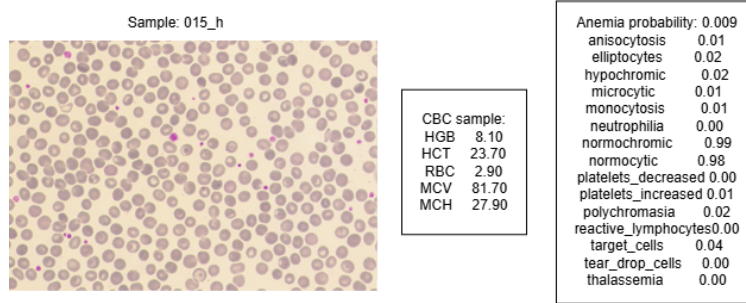 Sample: 015_h
CBC sample:
HGB 8.10
HCT 23.70
RBC 2.90
MCV 81.70
MCH 27.90
Anemia probability: 0.009
anisocytosis 0.01
elliptocytes 0.02
hypochromic 0.02
microcytic 0.01
monocytosis 0.01
neutrophilia 0.00
normochromic 0.99
normocytic 0.98
platelets_decreased 0.00
platelets_increased 0.01
polychromasia 0.02
reactive_lymphocytes0.00
target_cells 0.04
tear_drop_cells 0.00
thalassemia 0.00